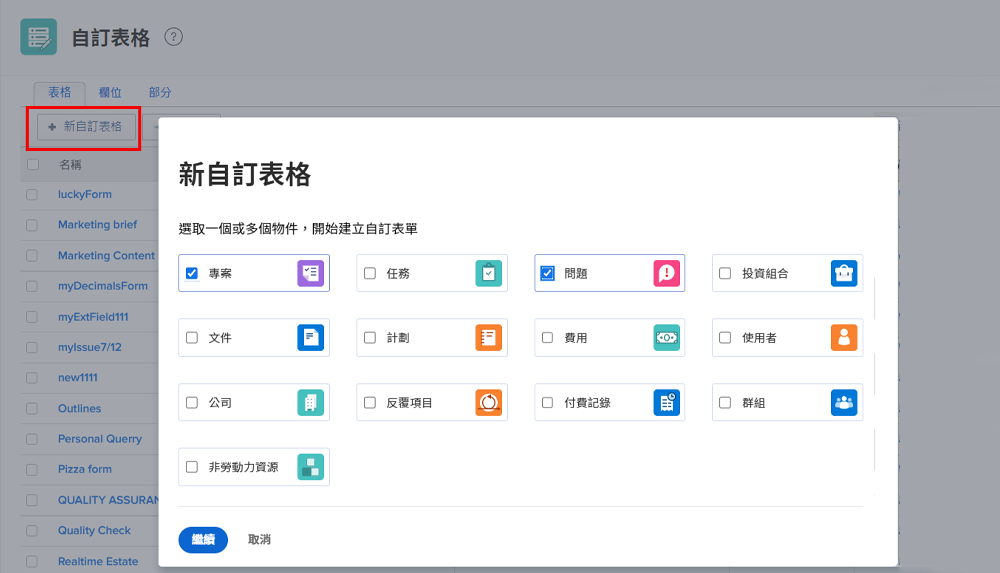 自訂表格 ?
表格 欄位 部分
+ 新自訂表格
名稱
luckyForm
Marketing brief
Marketing Content
myDecimalsForm
myExtField111
myIssue7/12
new1111
Outlines
Personal Querry
Pizza form
QUALITY ASSURAN
Quality Check
Realtime Estate
新自訂表格
選取一個或多個物件，開始建立自訂表單
專案 任務 問題 投資組合
文件 計劃 費用 使用者
公司 反覆項目 付費記錄 群組
非勞動力資源
繼續 取消